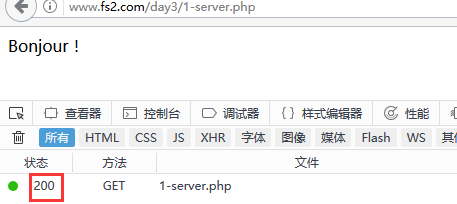 www.fs2.com/day3/1-server.php
Bonjour !
查看器 控制台 调试器 样式编辑器 性能
所有 HTML CSS JS XHR 字体 图像 媒体 Flash WS 其
状态 方法 文件
200 GET 1-server.php